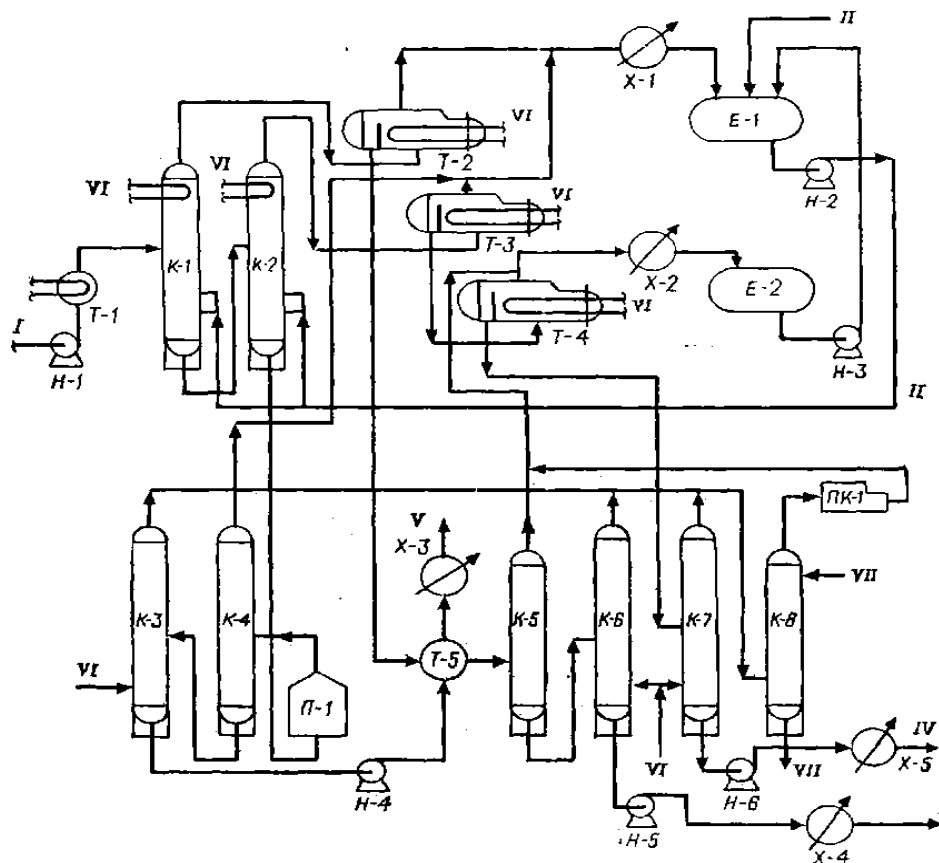 II
X-1
E-1
VI
T-2
H-2
VI
VI
VI
T-3
К-1
К-2
X-2
E-2
T-1
VI
T-4
I
H-1
H-3
II
ПК-1
V
X-3
VII
К-3
К-4
К-5
К-6
К-7
К-8
T-5
VI
П-1
IV
VI
VII
X-5
H-4
H-6
H-5
X-4